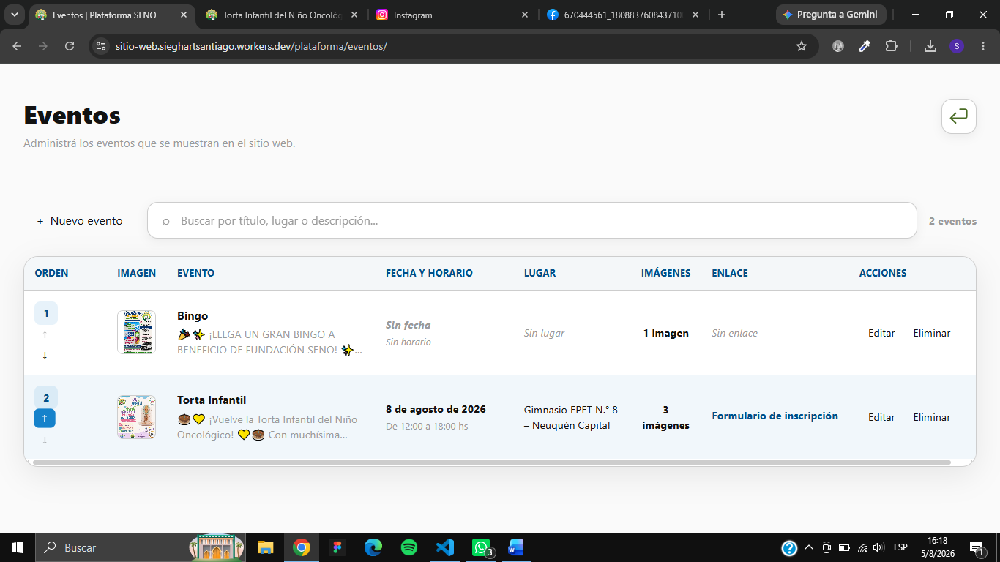 Eventos | Plataforma SENO
Torta Infantil del Niño Oncológ
Instagram
670444561_1808837608437106
Pregunta a Gemini
sitio-web.sieghartsantiago.workers.dev/plataforma/eventos/
S
Eventos
Administrá los eventos que se muestran en el sitio web.
+ Nuevo evento
Buscar por título, lugar o descripción...
2 eventos
ORDEN IMAGEN EVENTO FECHA Y HORARIO LUGAR IMÁGENES ENLACE ACCIONES
1
↑
↓
Bingo
🎉✨ ¡LLEGA UN GRAN BINGO A
BENEFICIO DE FUNDACIÓN SENO! ✨...
Sin fecha
Sin horario
Sin lugar
1 imagen
Sin enlace
Editar
Eliminar
2
↑
↓
Torta Infantil
🎂💛 ¡Vuelve la Torta Infantil del Niño
Oncológico! 💛🎂 Con muchísima...
8 de agosto de 2026
De 12:00 a 18:00 hs
Gimnasio EPET N.° 8
– Neuquén Capital
3
imágenes
Formulario de inscripción
Editar
Eliminar
Buscar
3
ESP
16:18
5/8/2026
1